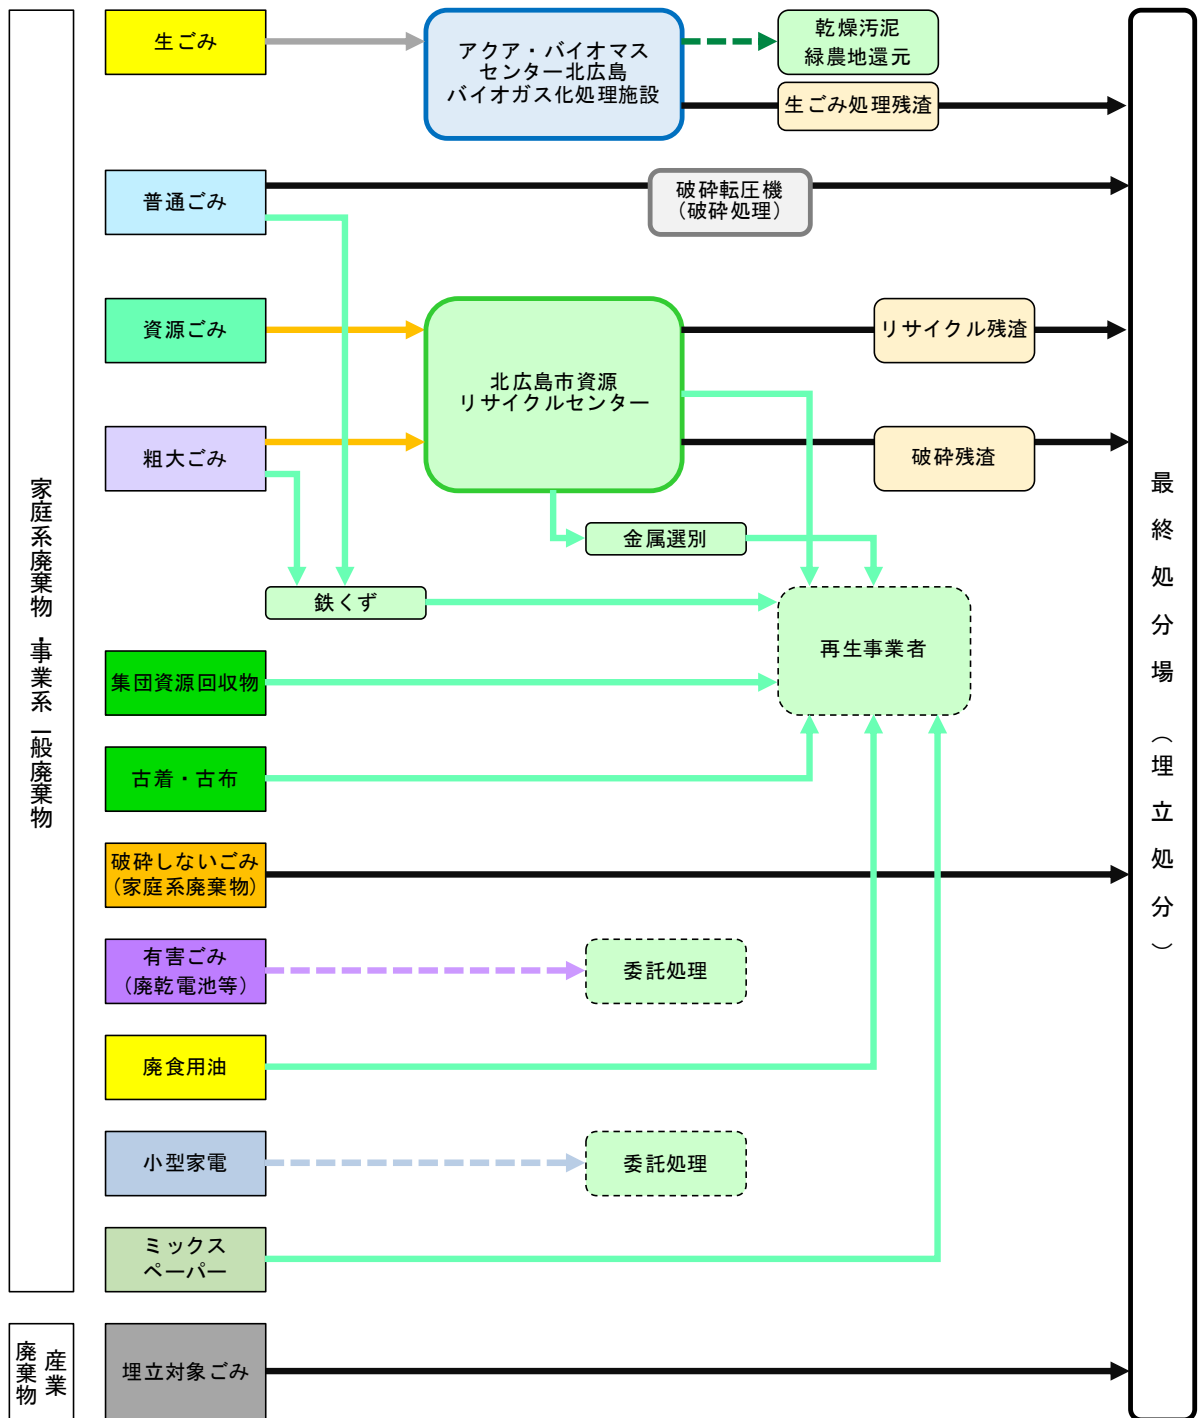 家庭系廃棄物・事業系一般廃棄物
産業
廃棄物
生ごみ
アクア・バイオマス
センター北広島
バイオガス化処理施設
乾燥汚泥
緑農地還元
生ごみ処理残渣
普通ごみ
破砕転圧機
（破砕処理）
資源ごみ
北広島市資源
リサイクルセンター
リサイクル残渣
粗大ごみ
破砕残渣
金属選別
鉄くず
再生事業者
集団資源回収物
古着・古布
破砕しないごみ
（家庭系廃棄物）
有害ごみ
（廃乾電池等）
委託処理
廃食用油
小型家電
委託処理
ミックス
ペーパー
埋立対象ごみ
最終処分場（埋立処分）